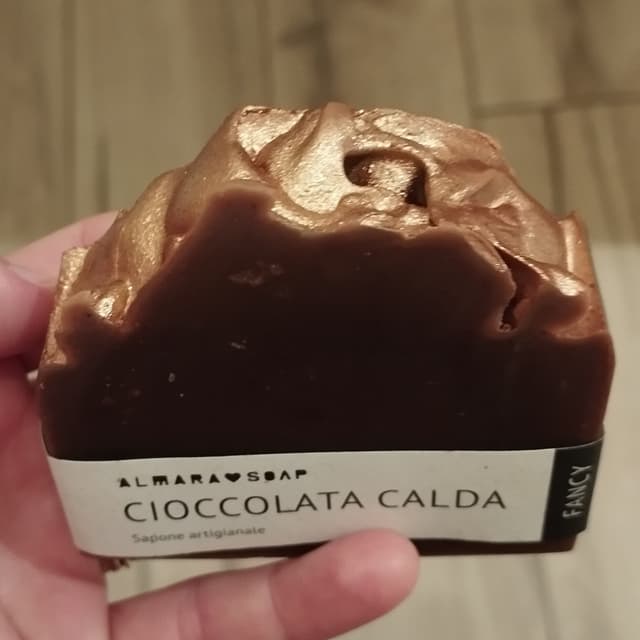 ALMARA♥SOAP
CIOCCOLATA CALDA
Sapone artigianale
FANCY